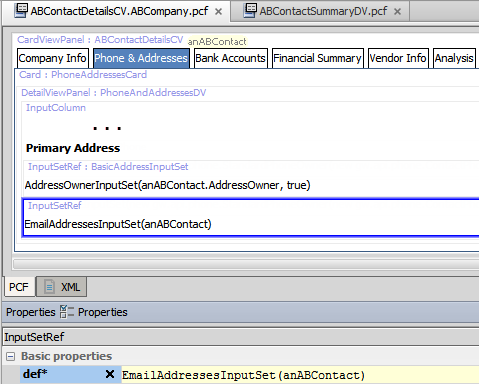 ABContactDetailsCV.ABCompany.pcf × ABContactSummaryDV.pcf ×
CardViewPanel : ABContactDetailsCV anABContact
Company Info Phone & Addresses Bank Accounts Financial Summary Vendor Info Analysis
Card : PhoneAddressesCard
DetailViewPanel : PhoneAndAddressesDV
InputColumn
. . .
Primary Address
InputSetRef : BasicAddressInputSet
AddressOwnerInputSet(anABContact.AddressOwner, true)
InputSetRef
EmailAddressesInputSet(anABContact)
PCF XML
Properties Properties
InputSetRef
Basic properties
def* EmailAddressesInputSet(anABContact)